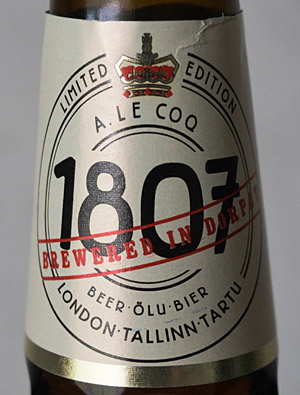 LIMITED EDITION
A. LE COQ
1807
BREWERED IN DORPAT
BEER·ÕLU·BIER
LONDON·TALLINN·TARTU